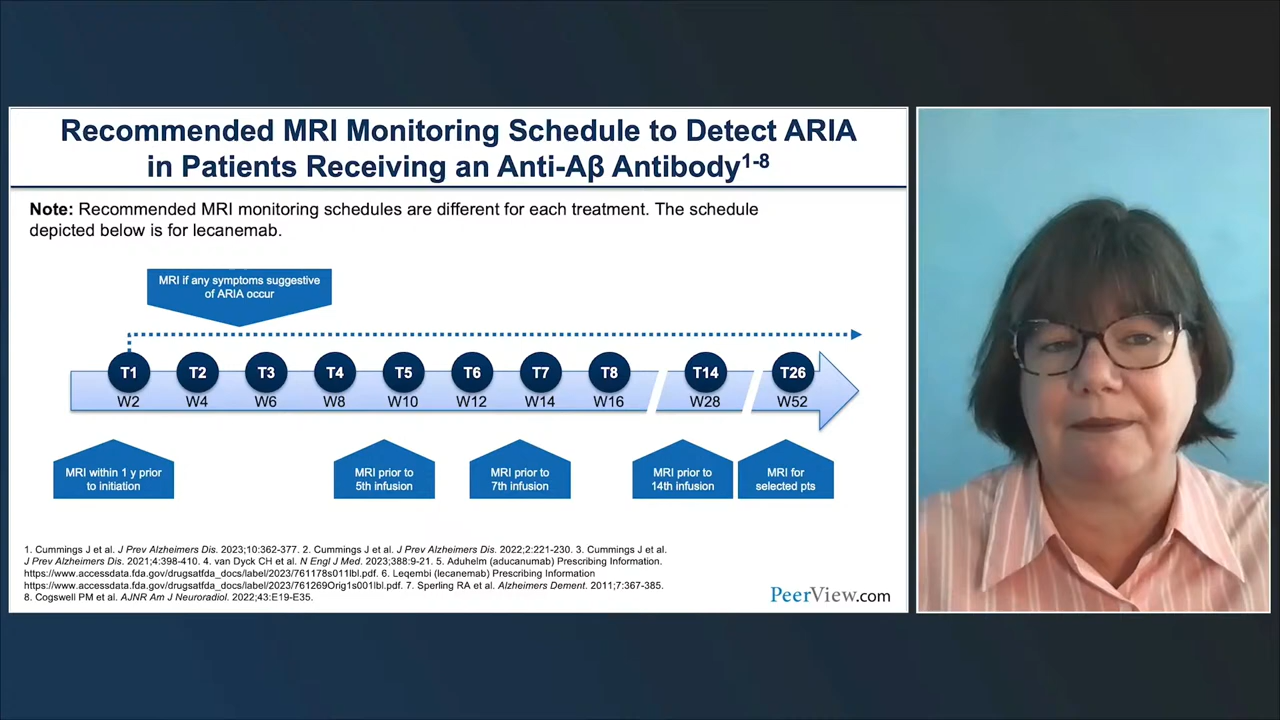 Recommended MRI Monitoring Schedule to Detect ARIA
in Patients Receiving an Anti-Aβ Antibody1-8
Note: Recommended MRI monitoring schedules are different for each treatment. The schedule
depicted below is for lecanemab.
MRI if any symptoms suggestive
of ARIA occur
T1 T2 T3 T4 T5 T6 T7 T8 T14 T26
W2 W4 W6 W8 W10 W12 W14 W16 W28 W52
MRI within 1 y prior
to initiation
MRI prior to
5th infusion
MRI prior to
7th infusion
MRI prior to
14th infusion
MRI for
selected pts
1. Cummings J et al. J Prev Alzheimers Dis. 2023;10:362-377. 2. Cummings J et al. J Prev Alzheimers Dis. 2022;2:221-230. 3. Cummings J et al.
J Prev Alzheimers Dis. 2021;4:398-410. 4. van Dyck CH et al. N Engl J Med. 2023;388:9-21. 5. Aduhelm (aducanumab) Prescribing Information.
https://www.accessdata.fda.gov/drugsatfda_docs/label/2023/761178s011lbl.pdf. 6. Leqembi (lecanemab) Prescribing Information
https://www.accessdata.fda.gov/drugsatfda_docs/label/2023/761269Orig1s001lbl.pdf. 7. Sperling RA et al. Alzheimers Dement. 2011;7:367-385.
8. Cogswell PM et al. AJNR Am J Neuroradiol. 2022;43:E19-E35.
PeerView.com